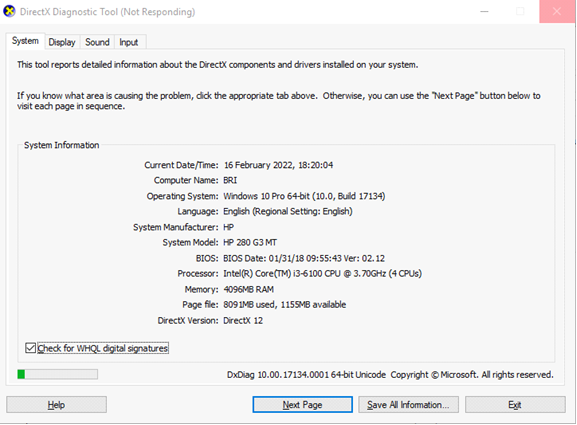 DirectX Diagnostic Tool (Not Responding)
System Display Sound Input
This tool reports detailed information about the DirectX components and drivers installed on your system.
If you know what area is causing the problem, click the appropriate tab above. Otherwise, you can use the "Next Page" button below to
visit each page in sequence.
System Information
Current Date/Time: 16 February 2022, 18:20:04
Computer Name: BRI
Operating System: Windows 10 Pro 64-bit (10.0, Build 17134)
Language: English (Regional Setting: English)
System Manufacturer: HP
System Model: HP 280 G3 MT
BIOS: BIOS Date: 01/31/18 09:55:43 Ver: 02.12
Processor: Intel(R) Core(TM) i3-6100 CPU @ 3.70GHz (4 CPUs)
Memory: 4096MB RAM
Page file: 8091MB used, 1155MB available
DirectX Version: DirectX 12
Check for WHQL digital signatures
DxDiag 10.00.17134.0001 64-bit Unicode Copyright © Microsoft. All rights reserved.
Help Next Page Save All Information... Exit